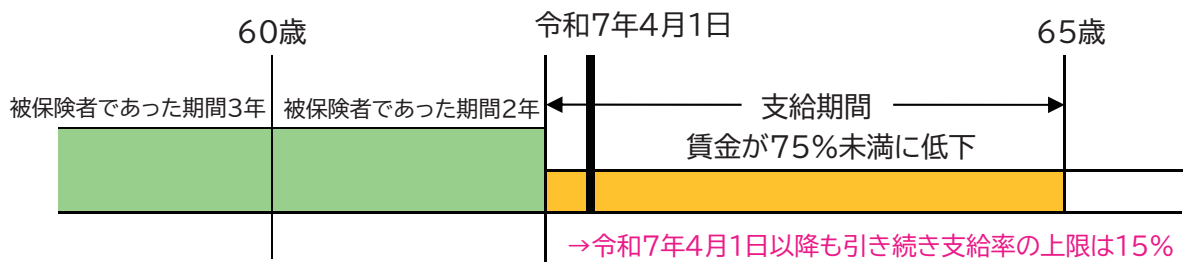 60歳
令和7年4月1日
65歳
被保険者であった期間3年
被保険者であった期間2年
支給期間
賃金が75%未満に低下
→令和7年4月1日以降も引き続き支給率の上限は15%